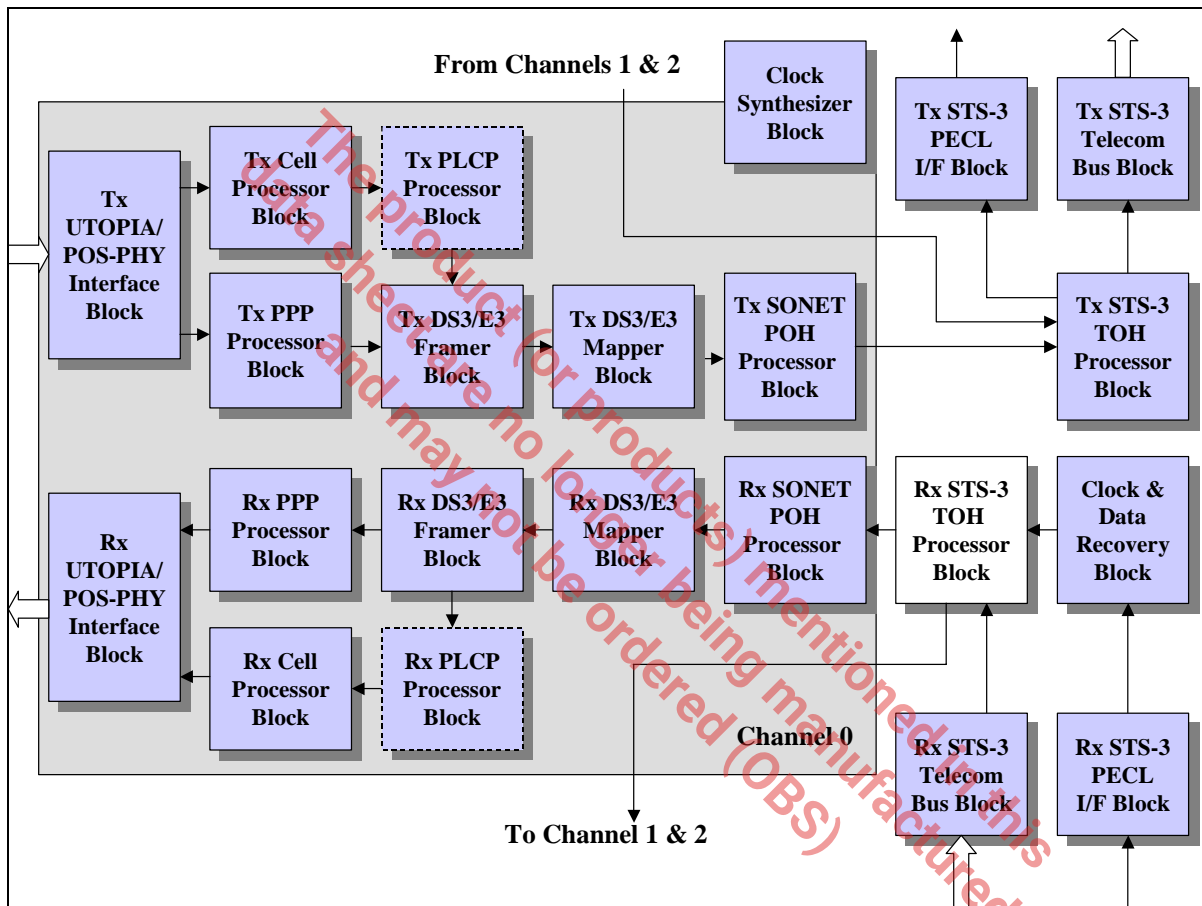 From Channels 1 & 2
Clock
Synthesizer
Block
Tx STS-3
PECL
I/F Block
Tx STS-3
Telecom
Bus Block
Tx
UTOPIA/
POS-PHY
Interface
Block
Tx Cell
Processor
Block
Tx PLCP
Processor
Block
Tx PPP
Processor
Block
Tx DS3/E3
Framer
Block
Tx DS3/E3
Mapper
Block
Tx SONET
POH
Processor
Block
Tx STS-3
TOH
Processor
Block
Rx
UTOPIA/
POS-PHY
Interface
Block
Rx PPP
Processor
Block
Rx DS3/E3
Framer
Block
Rx DS3/E3
Mapper
Block
Rx SONET
POH
Processor
Block
Rx STS-3
TOH
Processor
Block
Clock &
Data
Recovery
Block
Rx Cell
Processor
Block
Rx PLCP
Processor
Block
Channel 0
Rx STS-3
Telecom
Bus Block
Rx STS-3
PECL
I/F Block
To Channel 1 & 2
The product (or products) mentioned in this
data sheet are no longer being manufactured
and may not be ordered (OBS)